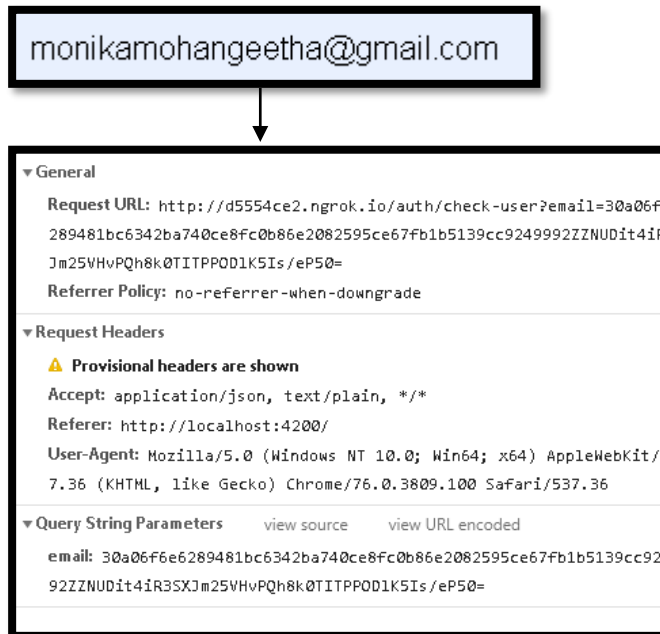 monikamohangeetha@gmail.com
General
Request URL: http://d5554ce2.ngrok.io/auth/check-user?email=30a06f
289481bc6342ba740ce8fc0b86e2082595ce67fb1b5139cc9249992ZZNUDit4iR
Jm25VHvPQh8k0TITPPODlK5Is/eP50=
Referrer Policy: no-referrer-when-downgrade
Request Headers
Provisional headers are shown
Accept: application/json, text/plain, */*
Referer: http://localhost:4200/
User-Agent: Mozilla/5.0 (Windows NT 10.0; Win64; x64) AppleWebKit/
7.36 (KHTML, like Gecko) Chrome/76.0.3809.100 Safari/537.36
Query String Parameters view source view URL encoded
email: 30a06f6e6289481bc6342ba740ce8fc0b86e2082595ce67fb1b5139cc92
92ZZNUDit4iR3SXJm25VHvPQh8k0TITPPODlK5Is/eP50=